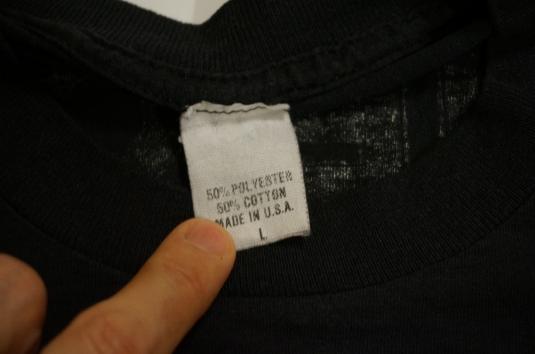 50% POLYESTER
50% COTTON
MADE IN U.S.A.
L